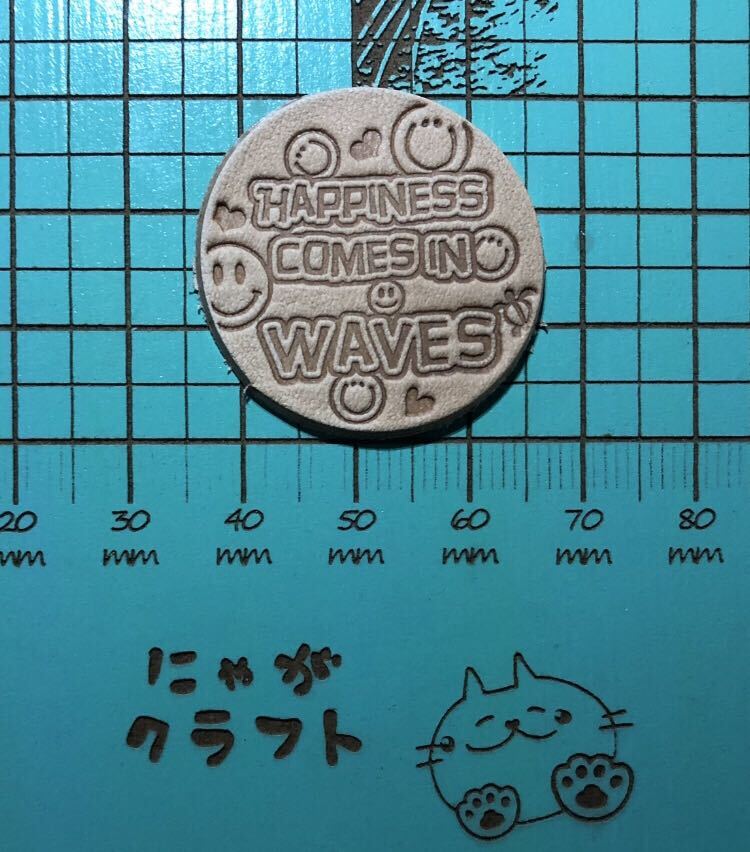 HAPPINESS
COMES IN
WAVES
20 30 40 50 60 70 80
mm mm mm mm mm mm mm
にゃが
クラフト